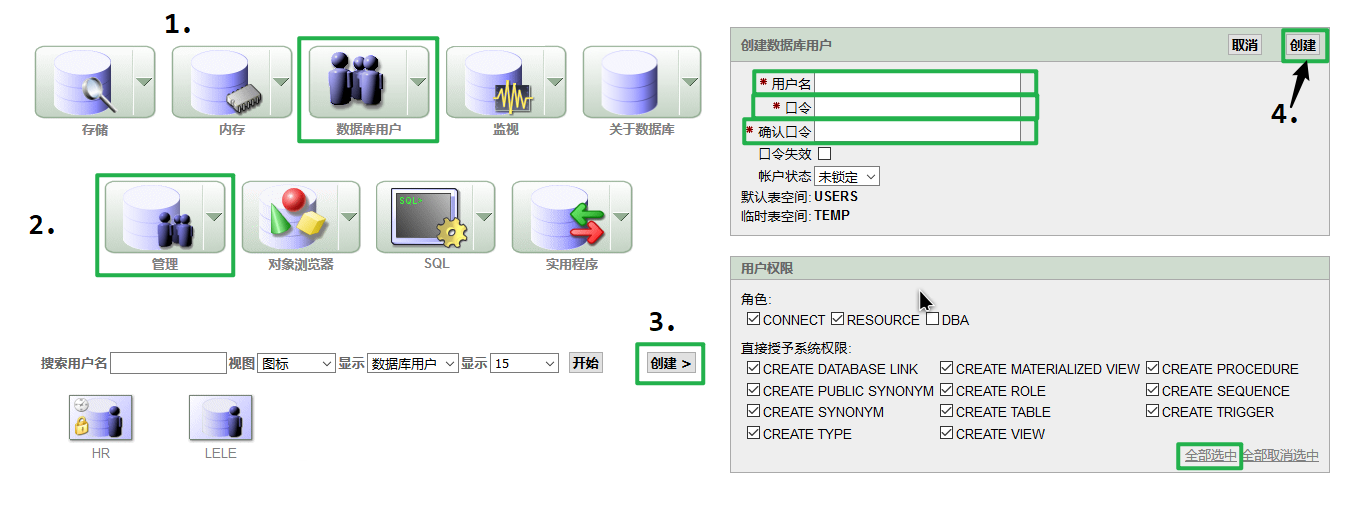 1.
存储 内存 数据库用户 监视 关于数据库
2.
SQL>
管理 对象浏览器 SQL 实用程序
3.
搜索用户名 视图 图标 显示 数据库用户 显示 15 开始 创建 >
HR LELE
创建数据库用户 取消 创建
4.
* 用户名
* 口令
* 确认口令
口令失效
帐户状态 未锁定
默认表空间: USERS
临时表空间: TEMP
用户权限
角色:
CONNECT RESOURCE DBA
直接授予系统权限:
CREATE DATABASE LINK CREATE MATERIALIZED VIEW CREATE PROCEDURE
CREATE PUBLIC SYNONYM CREATE ROLE CREATE SEQUENCE
CREATE SYNONYM CREATE TABLE CREATE TRIGGER
CREATE TYPE CREATE VIEW
全部选中 全部取消选中